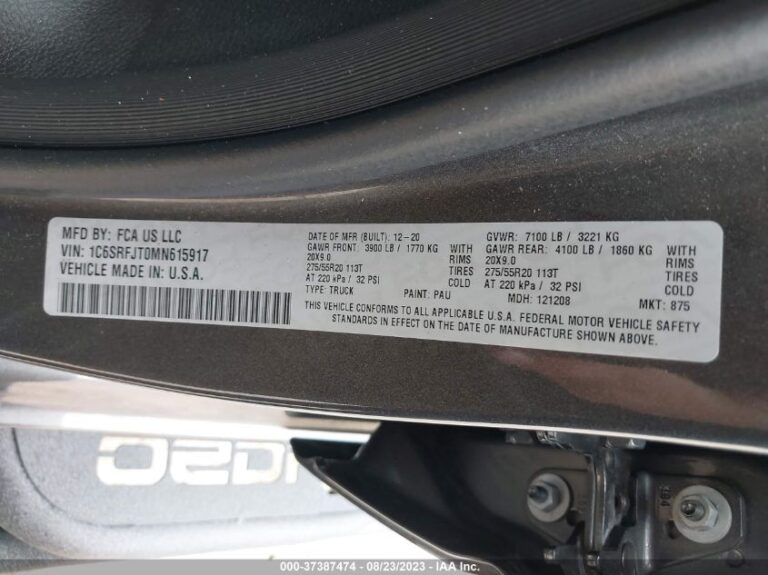 MFD BY: FCA US LLC
VIN: 1C6SRFJT0MN615917
VEHICLE MADE IN U.S.A.
DATE OF MFR (BUILT): 12-20
GVWR: 7100 LB / 3221 KG
GAWR FRONT: 3900 LB / 1770 KG WITH
GAWR REAR: 4100 LB / 1860 KG WITH
20X9.0 RIMS
20X9.0 RIMS
275/55R20 113T TIRES
275/55R20 113T TIRES
AT 220 kPa / 32 PSI COLD
AT 220 kPa / 32 PSI COLD
TYPE: TRUCK PAINT: PAU MDH: 121208 MKT: 875
THIS VEHICLE CONFORMS TO ALL APPLICABLE U.S.A. FEDERAL MOTOR VEHICLE SAFETY
STANDARDS IN EFFECT ON THE DATE OF MANUFACTURE SHOWN ABOVE.
000-37387474 - 08/23/2023 - IAA Inc.